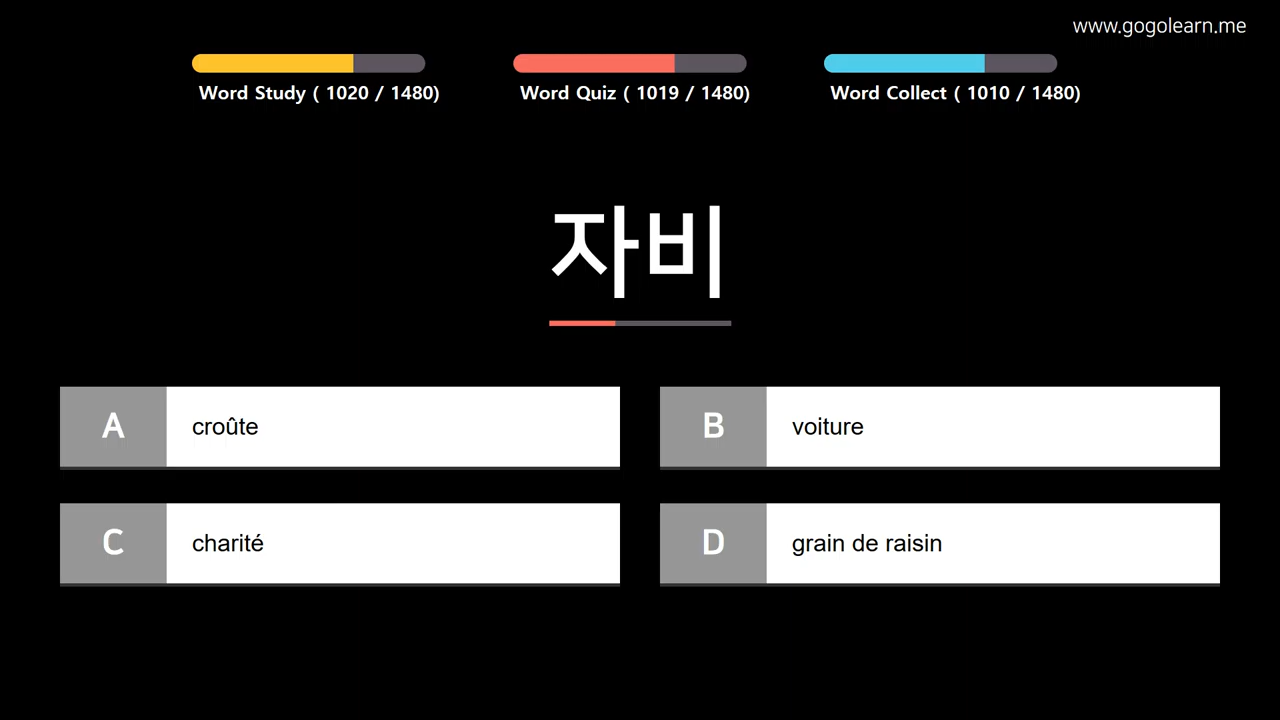 www.gogolearn.me
Word Study ( 1020 / 1480)
Word Quiz ( 1019 / 1480)
Word Collect ( 1010 / 1480)
자비
A croûte
B voiture
C charité
D grain de raisin